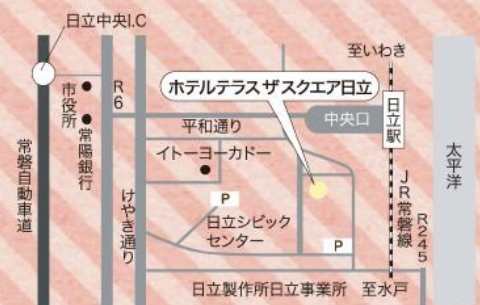 日立中央I.C
至いわき
市役所
R6
ホテルテラス ザ スクエア日立
中央口
日立駅
平和通り
常陽銀行
イトーヨーカドー
太平洋
常磐自動車道
けやき通り
P
日立シビック
センター
JR常磐線
R245
P
日立製作所日立事業所
至水戸